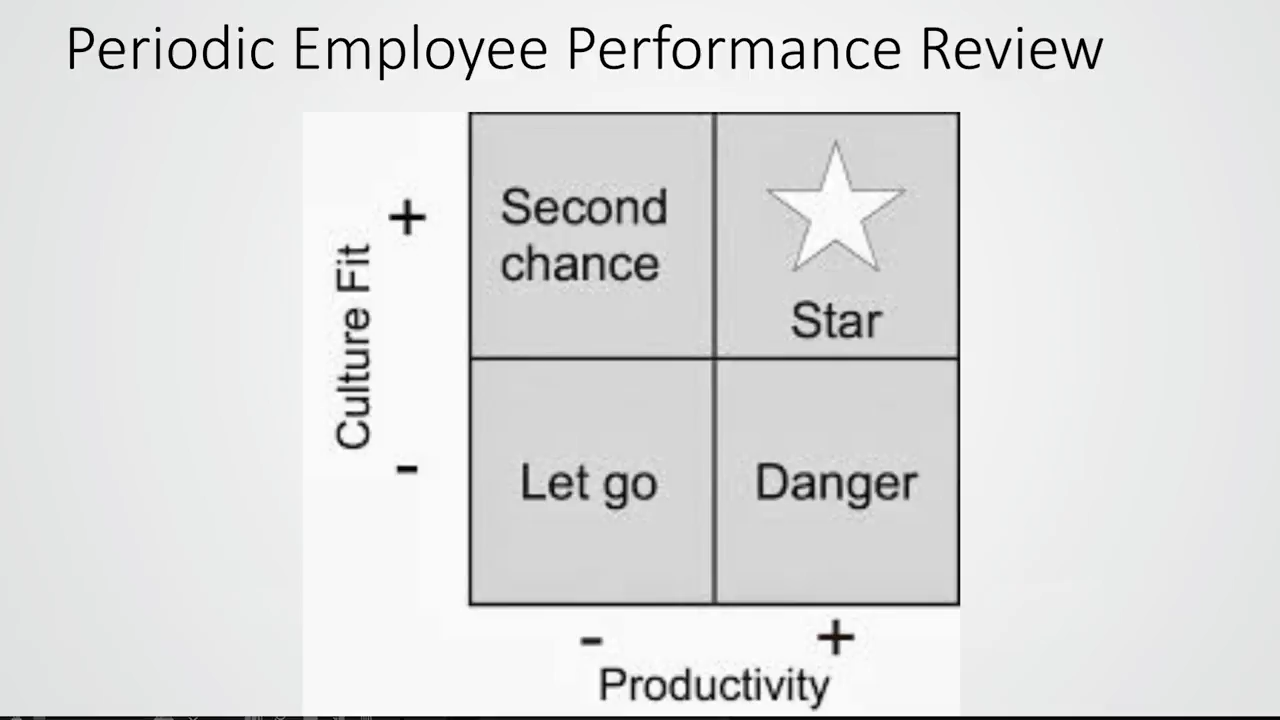 Periodic Employee Performance Review
+
Second
chance
Star
Culture Fit
-
Let go
Danger
-
+
Productivity